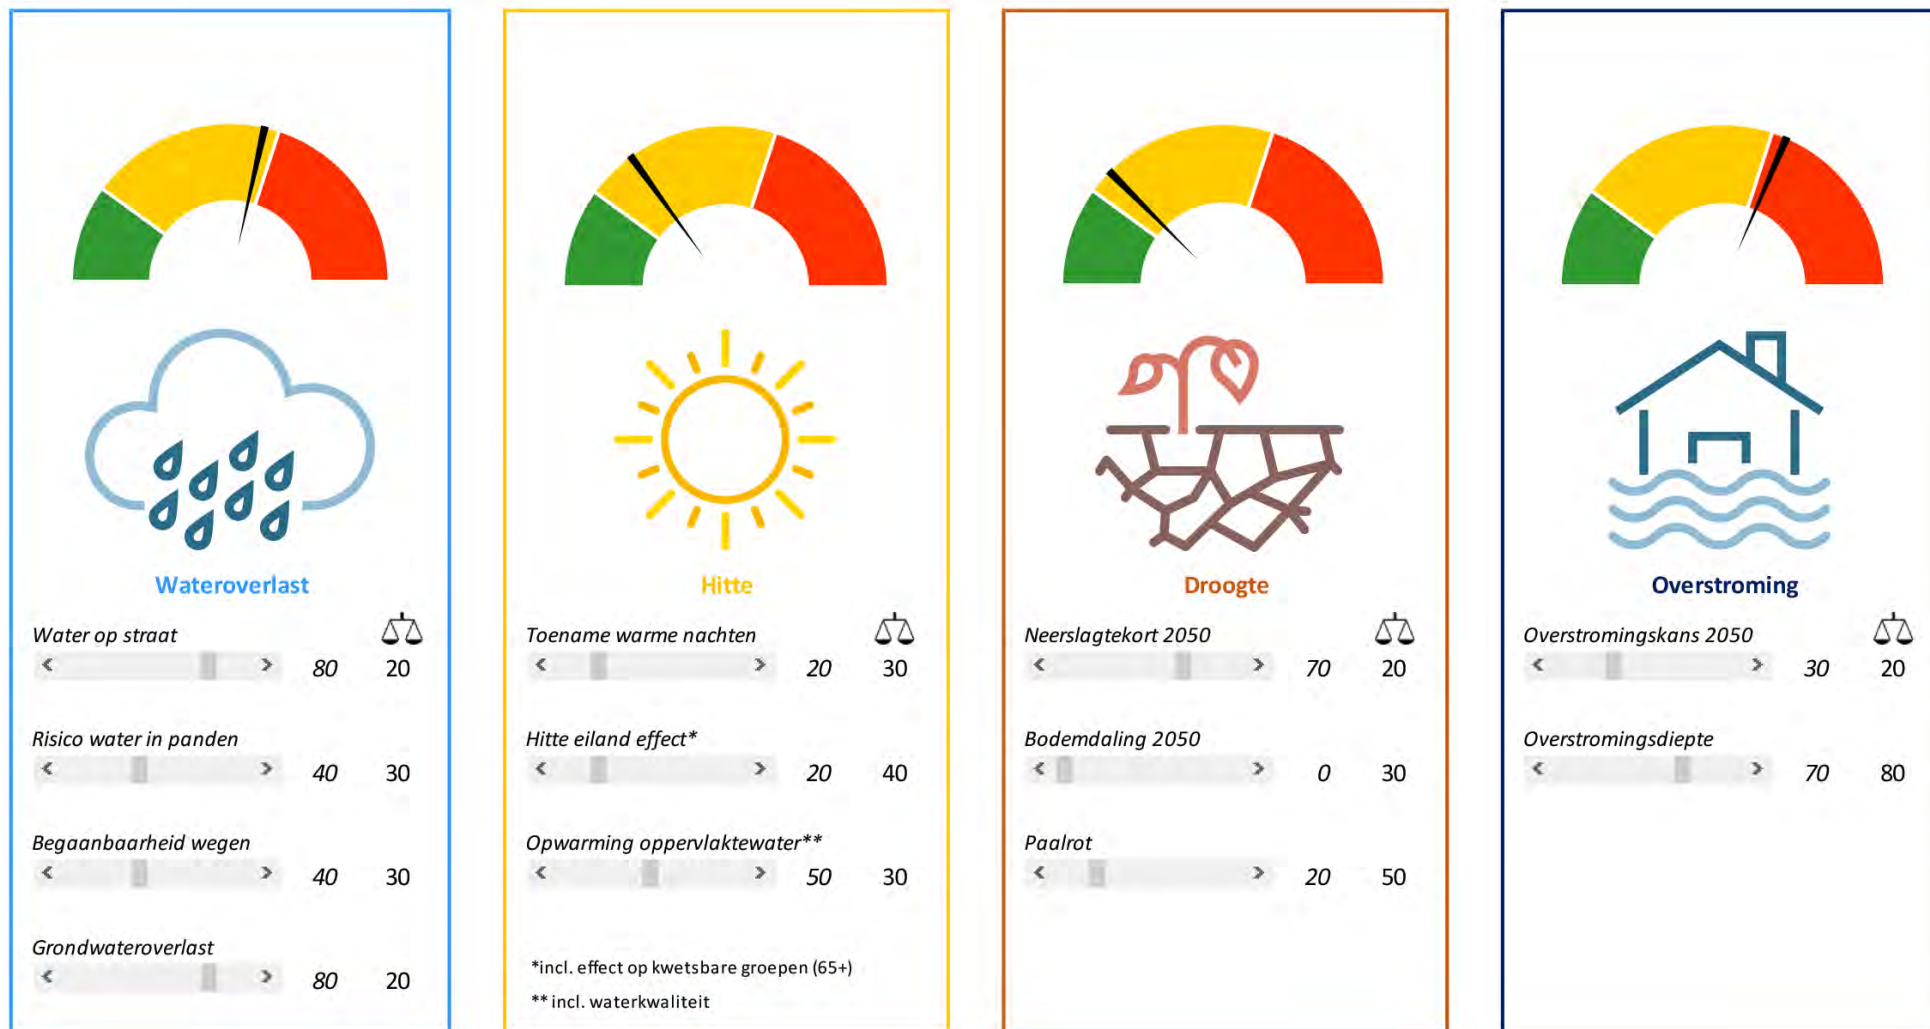 Wateroverlast
Water op straat
80 20
Risico water in panden
40 30
Begaanbaarheid wegen
40 30
Grondwateroverlast
80 20
Hitte
Toename warme nachten
20 30
Hitte eiland effect*
20 40
Opwarming oppervlaktewater**
50 30
*incl. effect op kwetsbare groepen (65+)
** incl. waterkwaliteit
Droogte
Neerslagtekort 2050
70 20
Bodemdaling 2050
0 30
Paalrot
20 50
Overstroming
Overstromingskans 2050
30 20
Overstromingsdiepte
70 80